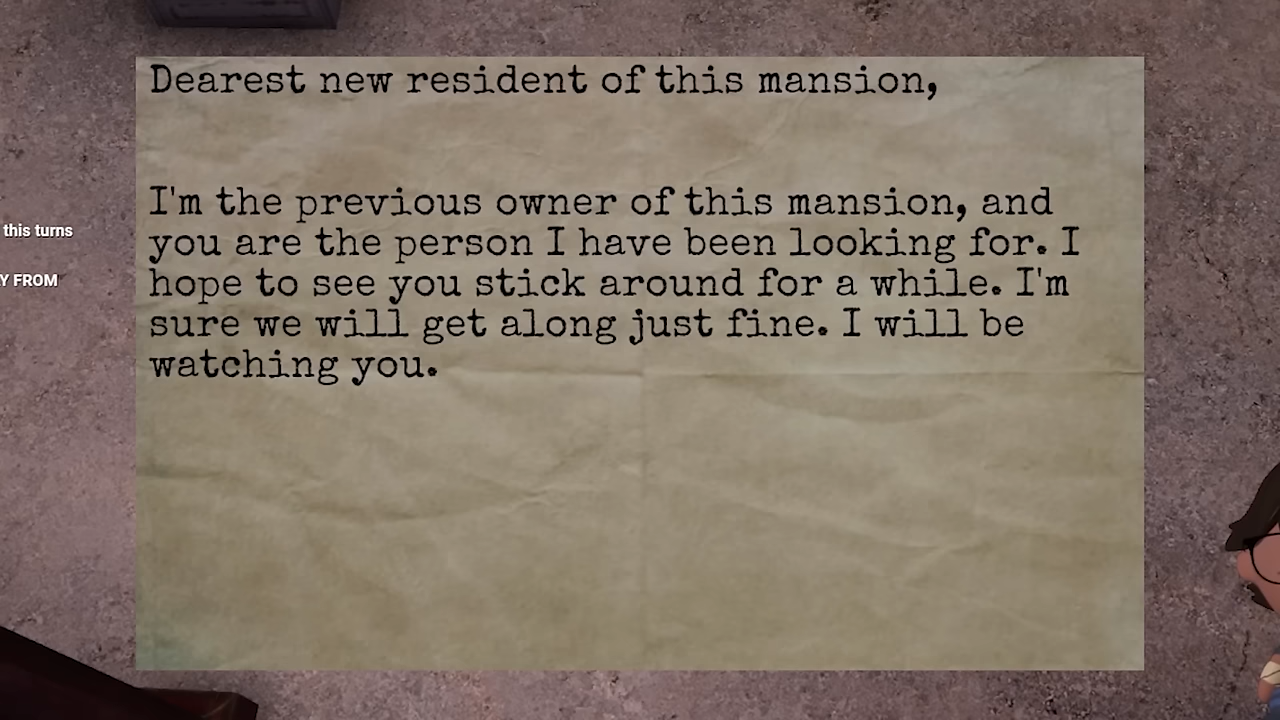 Dearest new resident of this mansion,
I'm the previous owner of this mansion, and
you are the person I have been looking for. I
hope to see you stick around for a while. I'm
sure we will get along just fine. I will be
watching you.
this turns
Y FROM